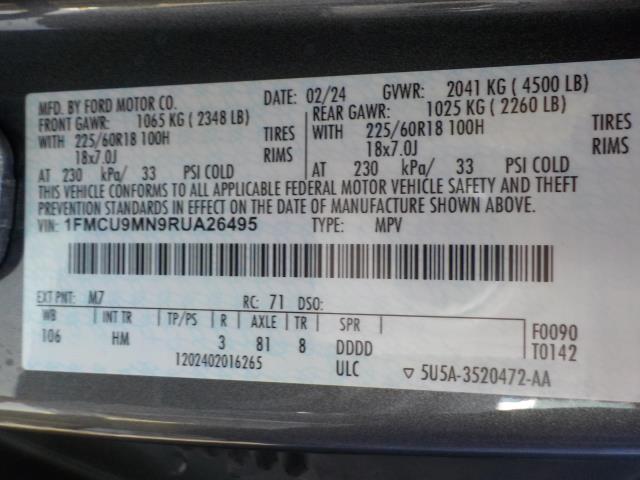 MFD. BY FORD MOTOR CO. DATE: 02/24 GVWR: 2041 KG ( 4500 LB)
FRONT GAWR: 1065 KG ( 2348 LB) REAR GAWR: 1025 KG ( 2260 LB)
WITH 225/60R18 100H TIRES WITH 225/60R18 100H TIRES
18x7.0J RIMS 18x7.0J RIMS
AT 230 kPa/ 33 PSI COLD AT 230 kPa/ 33 PSI COLD
THIS VEHICLE CONFORMS TO ALL APPLICABLE FEDERAL MOTOR VEHICLE SAFETY AND THEFT
PREVENTION STANDARDS IN EFFECT ON THE DATE OF MANUFACTURE SHOWN ABOVE.
VIN: 1FMCU9MN9RUA26495 TYPE: MPV
EXT PNT: M7 RC: 71 DSO:
WB INT TR TP/PS R AXLE TR SPR F0090
106 HM 3 81 8 DDDD T0142
1202402016265 ULC ▽ 5U5A-3520472-AA